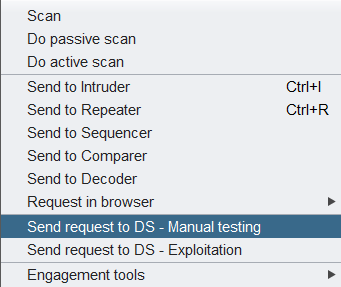 Scan
Do passive scan
Do active scan
Send to Intruder Ctrl+I
Send to Repeater Ctrl+R
Send to Sequencer
Send to Comparer
Send to Decoder
Request in browser
Send request to DS - Manual testing
Send request to DS - Exploitation
Engagement tools